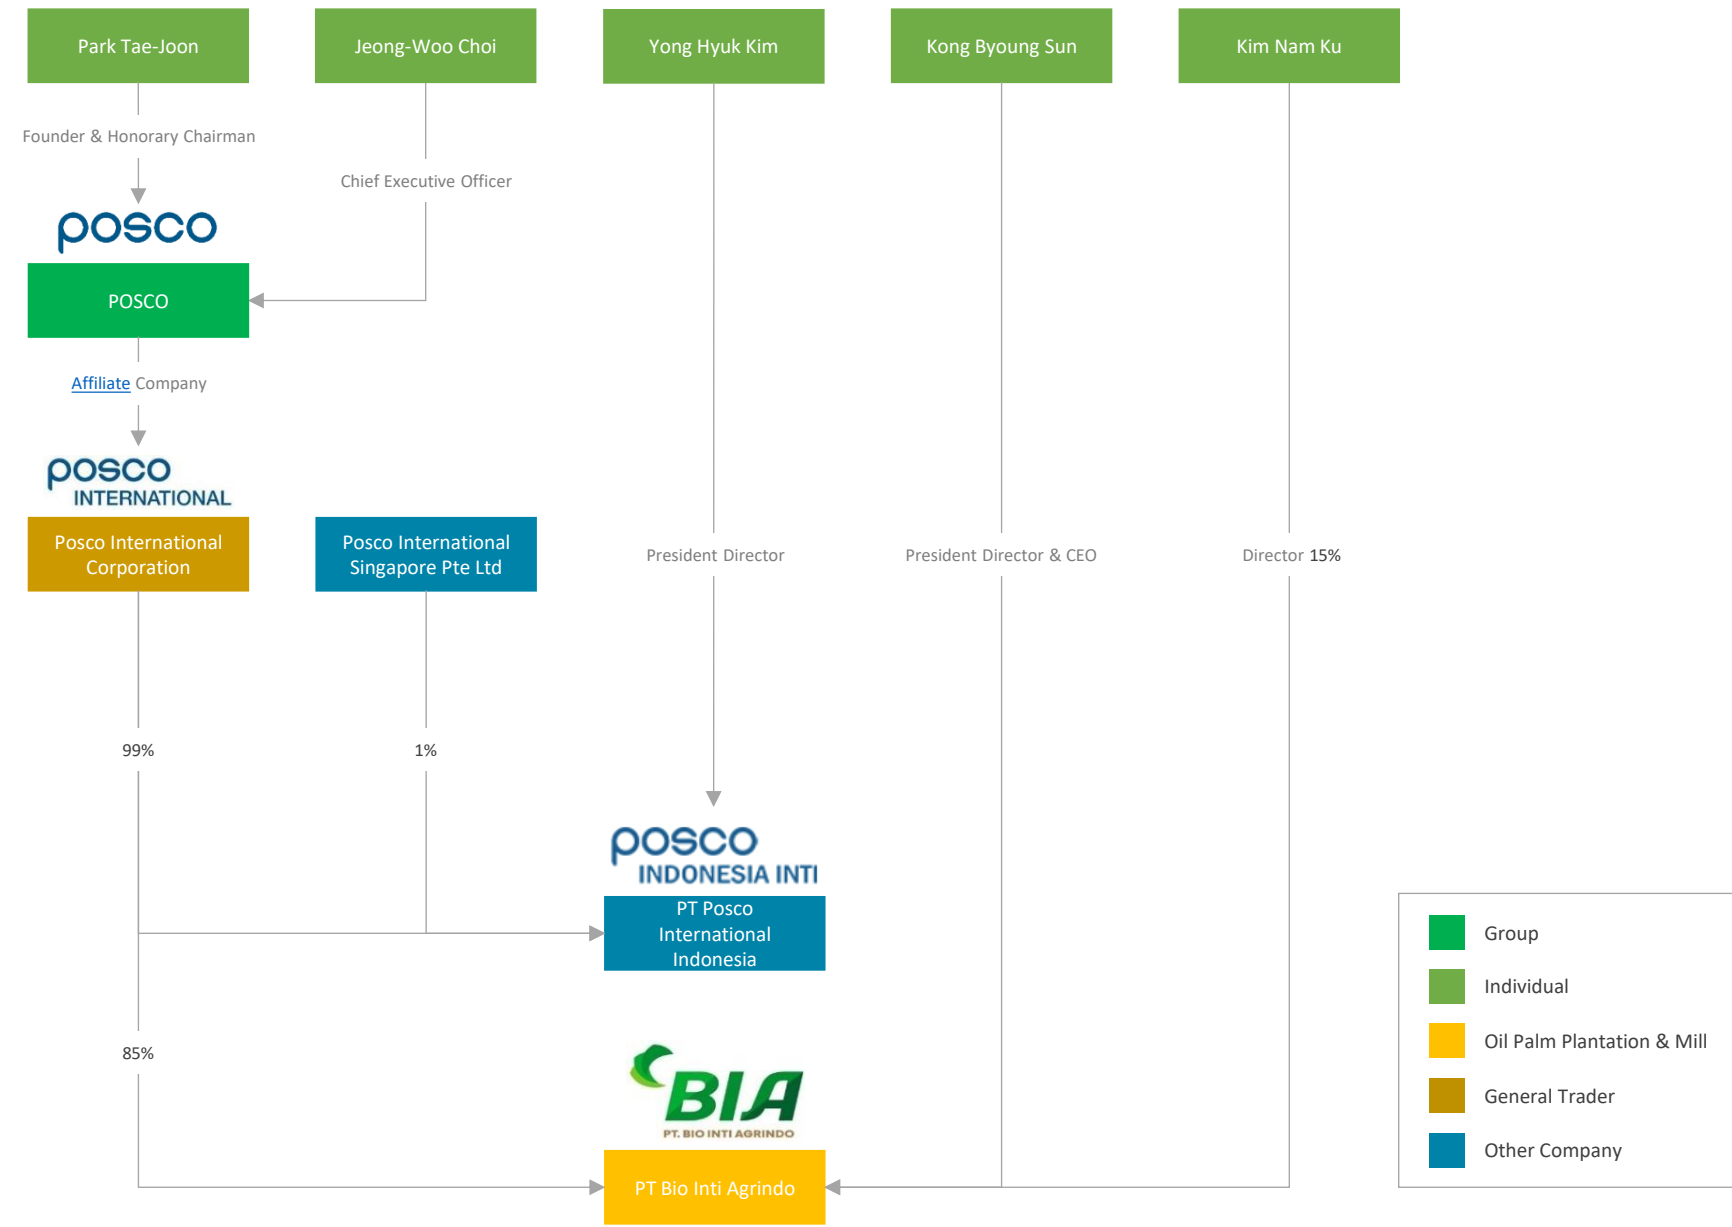 Park Tae-Joon
Jeong-Woo Choi
Yong Hyuk Kim
Kong Byoung Sun
Kim Nam Ku
Founder & Honorary Chairman
Chief Executive Officer
posco
POSCO
Affiliate Company
posco
INTERNATIONAL
Posco International
Corporation
Posco International
Singapore Pte Ltd
President Director
President Director & CEO
Director 15%
99%
1%
posco
INDONESIA INTI
PT Posco
International
Indonesia
85%
BIA
PT. BIO INTI AGRINDO
PT Bio Inti Agrindo
Group
Individual
Oil Palm Plantation & Mill
General Trader
Other Company